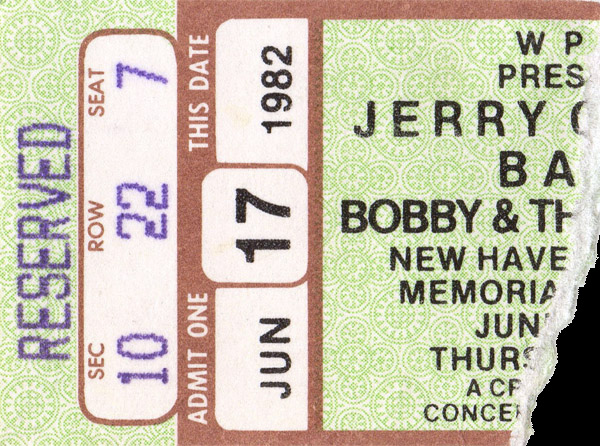 RESERVED
SEC 10 ROW 22 SEAT 7
ADMIT ONE THIS DATE
JUN 17 1982
W P
PRES
JERRY
BA
BOBBY & TH
NEW HAVE
MEMORIA
JUN
THURS
A CR
CONCE